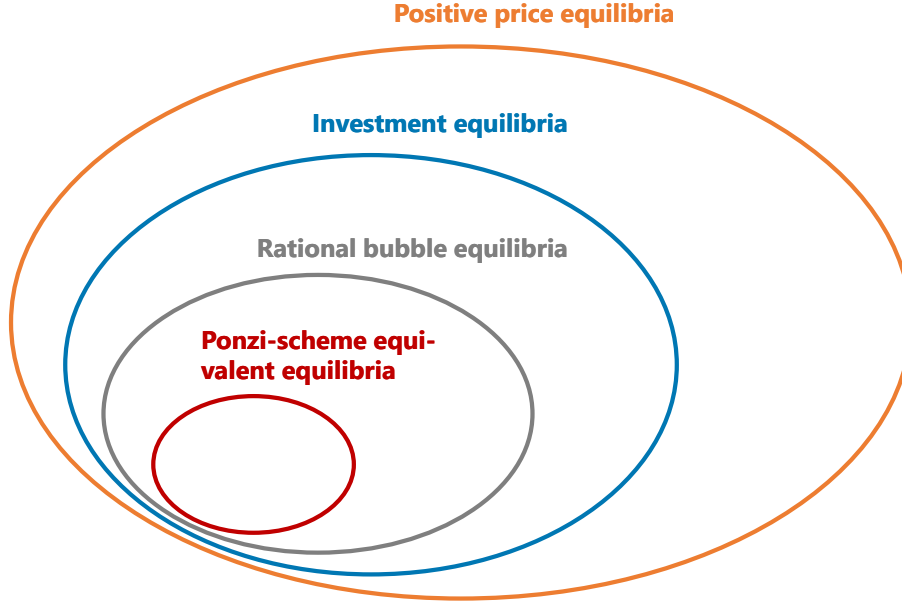 Positive price equilibria
Investment equilibria
Rational bubble equilibria
Ponzi-scheme equi-
valent equilibria